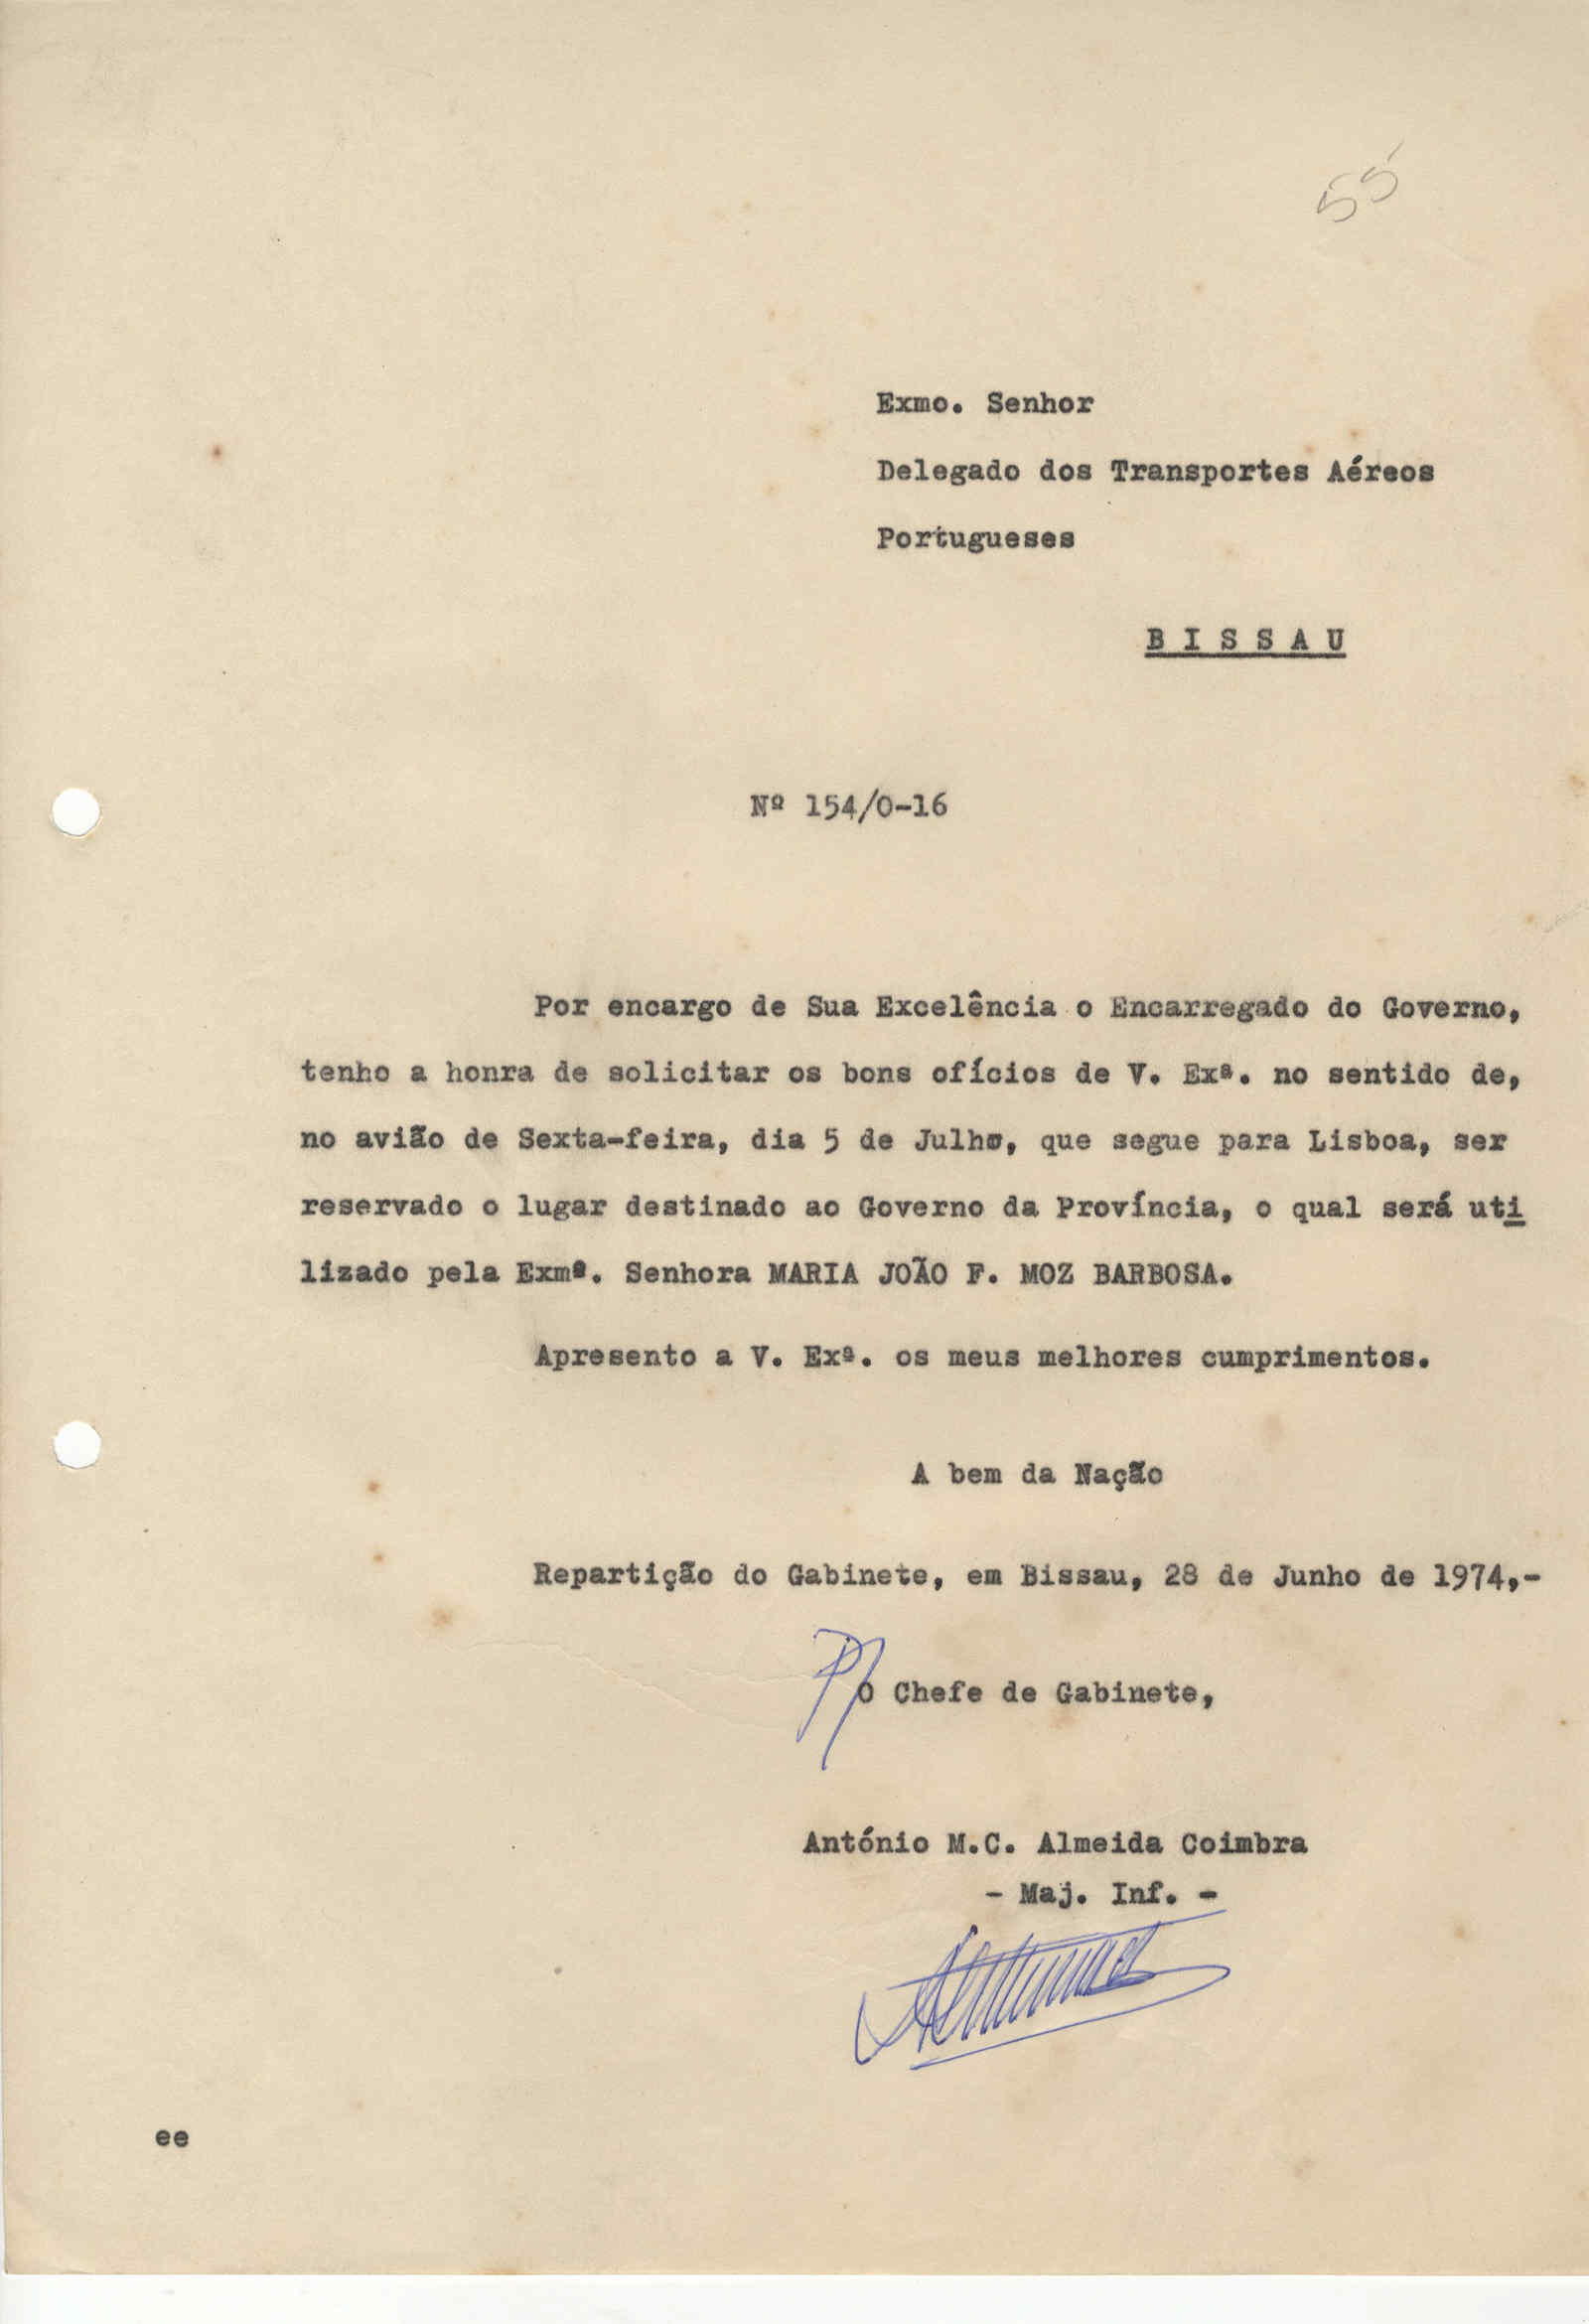 55
Exmo. Senhor
Delegado dos Transportes Aéreos
Portugueses
B I S S A U
Nº 154/0-16
Por encargo de Sua Excelência o Encarregado do Governo,
tenho a honra de solicitar os bons ofícios de V. Exª. no sentido de,
no avião de Sexta-feira, dia 5 de Julho, que segue para Lisboa, ser
reservado o lugar destinado ao Governo da Província, o qual será uti
lizado pela Exmª. Senhora MARIA JOÃO F. MOZ BARBOSA.
Apresento a V. Exª. os meus melhores cumprimentos.
A bem da Nação
Repartição do Gabinete, em Bissau, 28 de Junho de 1974,-
P/ O Chefe de Gabinete,
António M.C. Almeida Coimbra
- Maj. Inf. -
ee